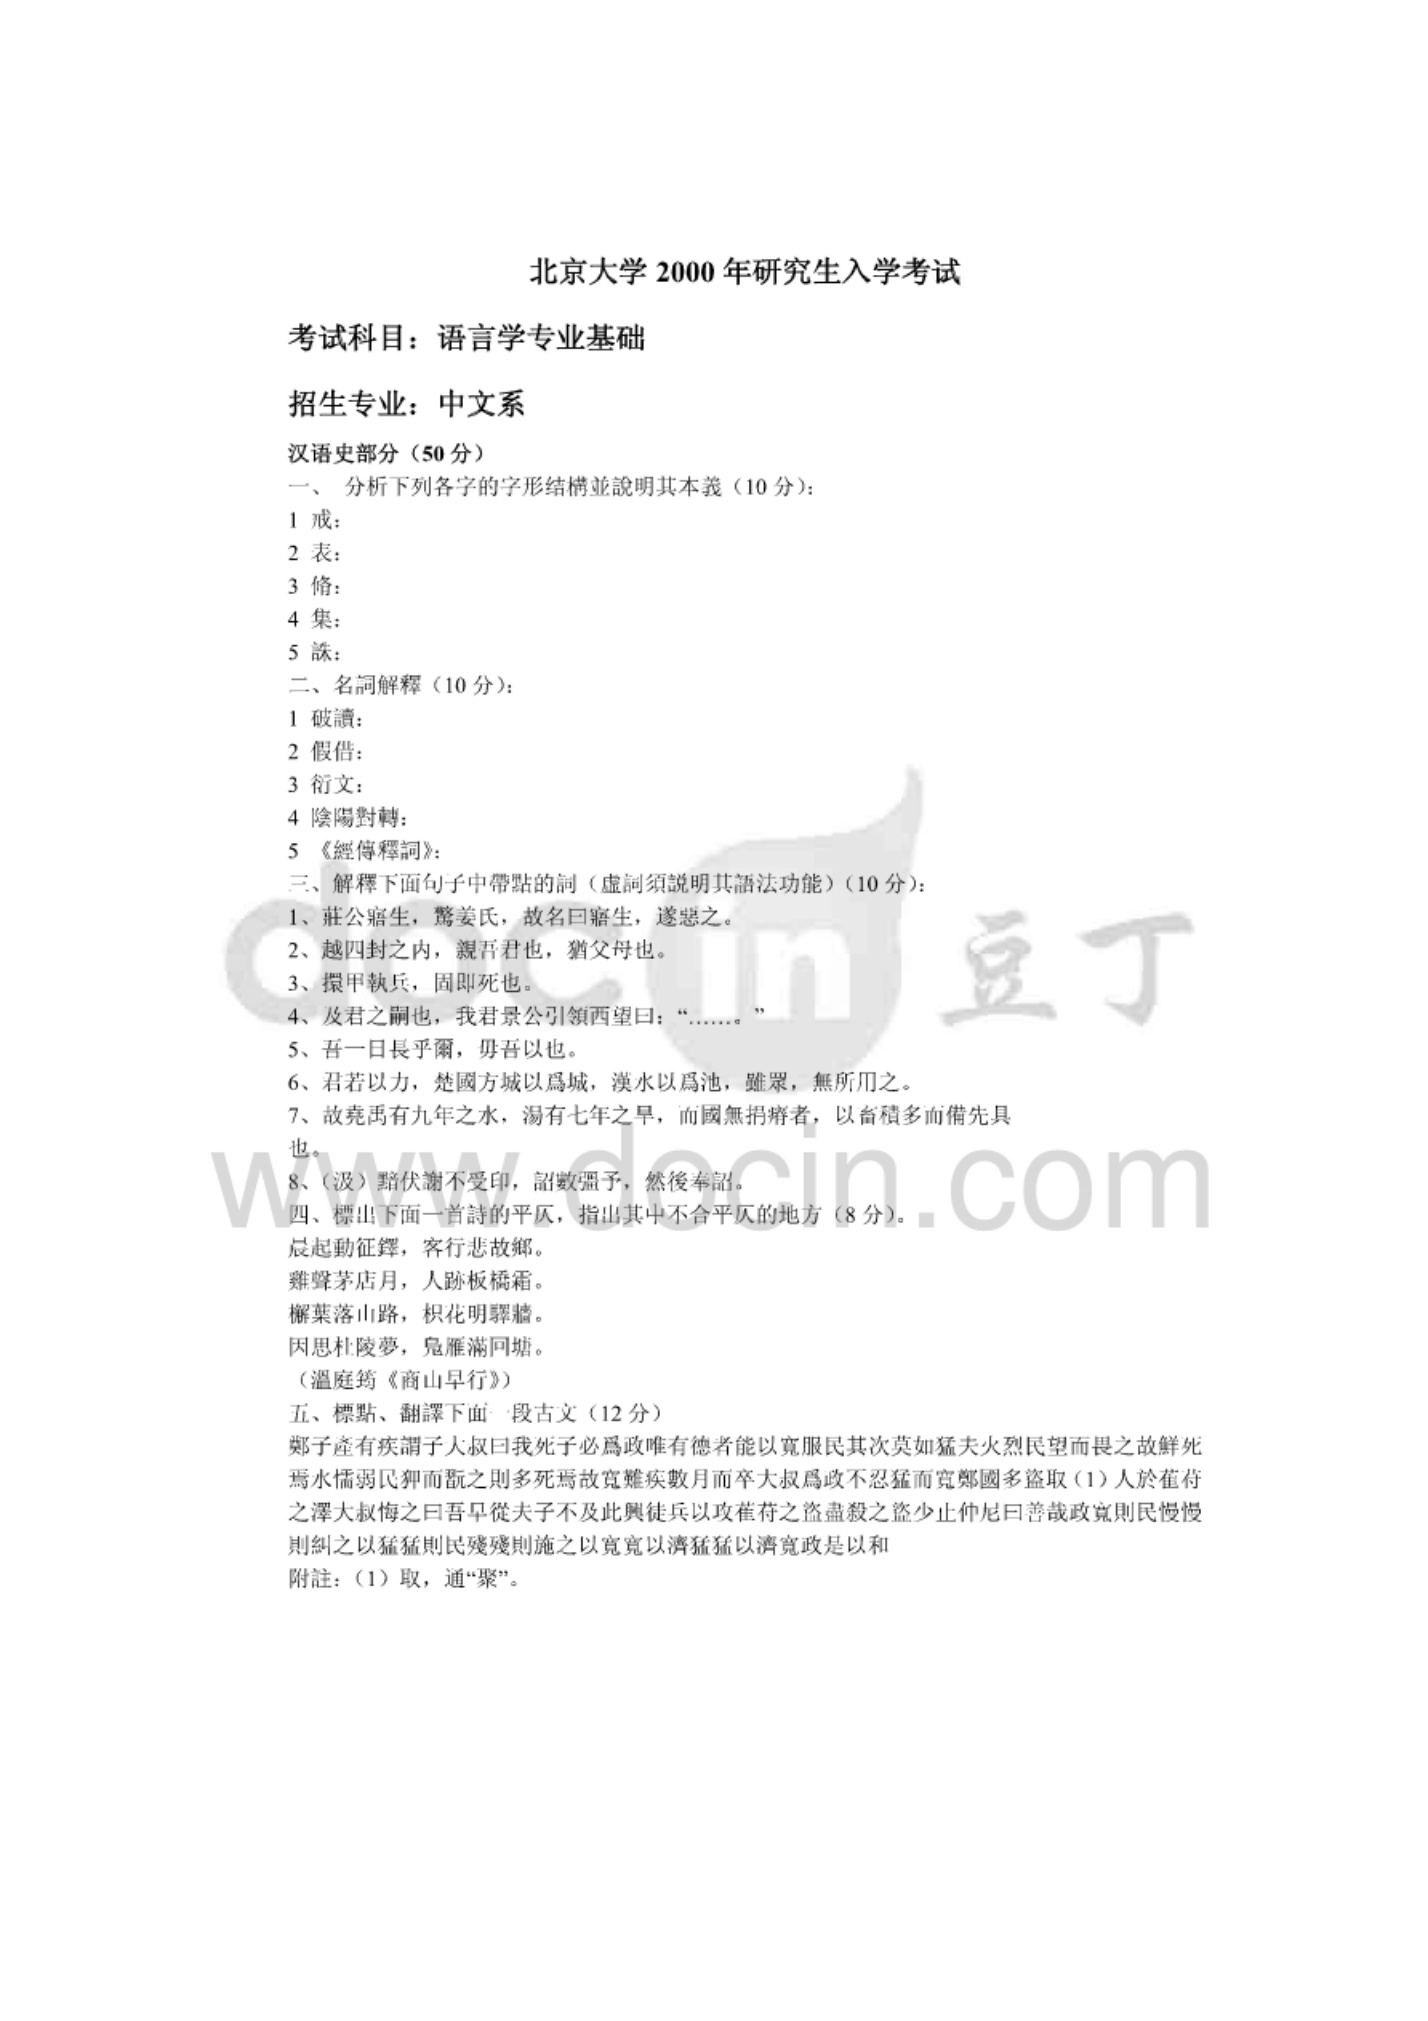 北京大学 2000 年研究生入学考试
考试科目：语言学专业基础
招生专业：中文系
汉语史部分（50 分）
一、 分析下列各字的字形结構並說明其本義（10 分）：
1 戒：
2 表：
3 脩：
4 集：
5 誅：
二、名詞解釋（10 分）：
1 破讀：
2 假借：
3 衍文：
4 陰陽對轉：
5 《經傳釋詞》：
三、解釋下面句子中帶點的詞（虛詞須說明其語法功能）（10 分）：
1、莊公寤生，驚姜氏，故名曰寤生，遂惡之。
2、越四封之内，親吾君也，猶父母也。
3、擐甲執兵，固即死也。
4、及君之嗣也，我君景公引領西望曰：“……。”
5、吾一日長乎爾，毋吾以也。
6、君若以力，楚國方城以爲城，漢水以爲池，雖眾，無所用之。
7、故堯禹有九年之水，湯有七年之旱，而國無捐瘠者，以畜積多而備先具
也。
8、（汲）黯伏謝不受印，詔數彊予，然後奉詔。
四、標出下面一首詩的平仄，指出其中不合平仄的地方（8 分）。
晨起動征鐸，客行悲故鄉。
雞聲茅店月，人跡板橋霜。
檞葉落山路，枳花明驛牆。
因思杜陵夢，鳧雁滿回塘。
（溫庭筠《商山早行》）
五、標點、翻譯下面一段古文（12 分）
鄭子產有疾謂子大叔曰我死子必爲政唯有德者能以寬服民其次莫如猛夫火烈民望而畏之故鮮死
焉水懦弱民狎而翫之則多死焉故寬難疾數月而卒大叔爲政不忍猛而寬鄭國多盜取（1）人於萑苻
之澤大叔悔之曰吾早從夫子不及此興徒兵以攻萑苻之盜盡殺之盜少止仲尼曰善哉政寬則民慢慢
則糾之以猛猛則民殘殘則施之以寬寬以濟猛猛以濟寬政是以和
附註：（1）取，通“聚”。
docin 豆丁
www.docin.com